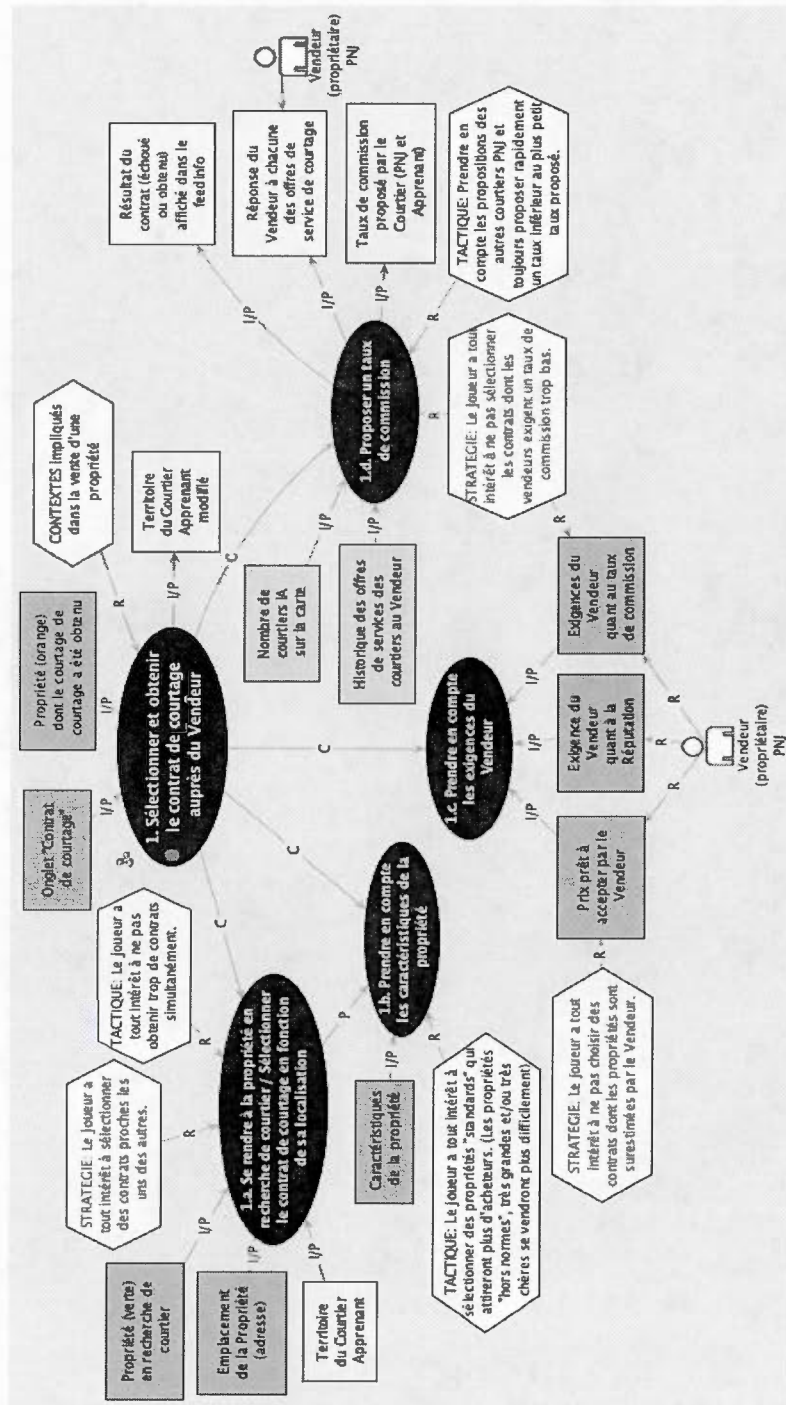 Propriété (orange)
dont le courtage de
courtage a été obtenu
Onglet "Contrat
de courtage"
CONTEXTES impliqués
dans la vente d'une
propriété
Territoire
du Courtier
Apprenant
modifié
1. Sélectionner et obtenir
le contrat de courtage
auprès du Vendeur
I/P
I/P
R
I/P
C
C
C
C
TACTIQUE: Le joueur a
tout intérêt à ne pas
obtenir trop de contrats
simultanément.
STRATEGIE: Le joueur a
tout intérêt à sélectionner
des contrats proches les
uns des autres.
R
R
Propriété (verte)
en recherche de
courtier
Emplacement
de la Propriété
(adresse)
Territoire
du Courtier
Apprenant
I/P
I/P
I/P
1.a. Se rendre à la propriété en
recherche de courtier / Sélectionner
le contrat de courtage en fonction
de sa localisation
P
Caractéristiques
de la propriété
I/P
1.b. Prendre en compte
les caractéristiques de la
propriété
R
TACTIQUE: Le joueur a tout intérêt à
sélectionner des propriétés "standards" qui
attireront plus d'acheteurs. (Les propriétés
"hors normes", très grandes et/ou très
chères se vendront plus difficilement)
1.c. Prendre en compte
les exigences du
Vendeur
I/P
I/P
I/P
Prix prêt à
accepter par le
Vendeur
Exigence du
Vendeur
quant à la
Réputation
Exigences du
Vendeur
quant au taux
de commission
R
R
R
Vendeur
(propriétaire)
PNJ
R
STRATEGIE. Le joueur a tout
intérêt à ne pas choisir des
contrats dont les propriétés sont
surestimées par le Vendeur.
R
STRATEGIE: Le joueur a tout
intérêt à ne pas sélectionner
les contrats dont les
vendeurs exigent un taux de
commission trop bas.
R
Nombre de
courtiers IA
sur la carte
Historique des offres
de services des
courtiers au Vendeur
I/P
I/P
1.d. Proposer un taux
de commission
I/P
I/P
I/P
R
Résultat du
contrat (échoué
ou obtenu)
affiché dans le
feed info
Réponse du
Vendeur à chacune
des offres de
service de courtage
Taux de commission
proposé par le
Courtier (PNJ et
Apprenant)
Vendeur
(propriétaire)
PNJ
TACTIQUE: Prendre en
compte les propositions des
autres courtiers PNJ et
toujours proposer rapidement
un taux inférieur au plus petit
taux proposé.